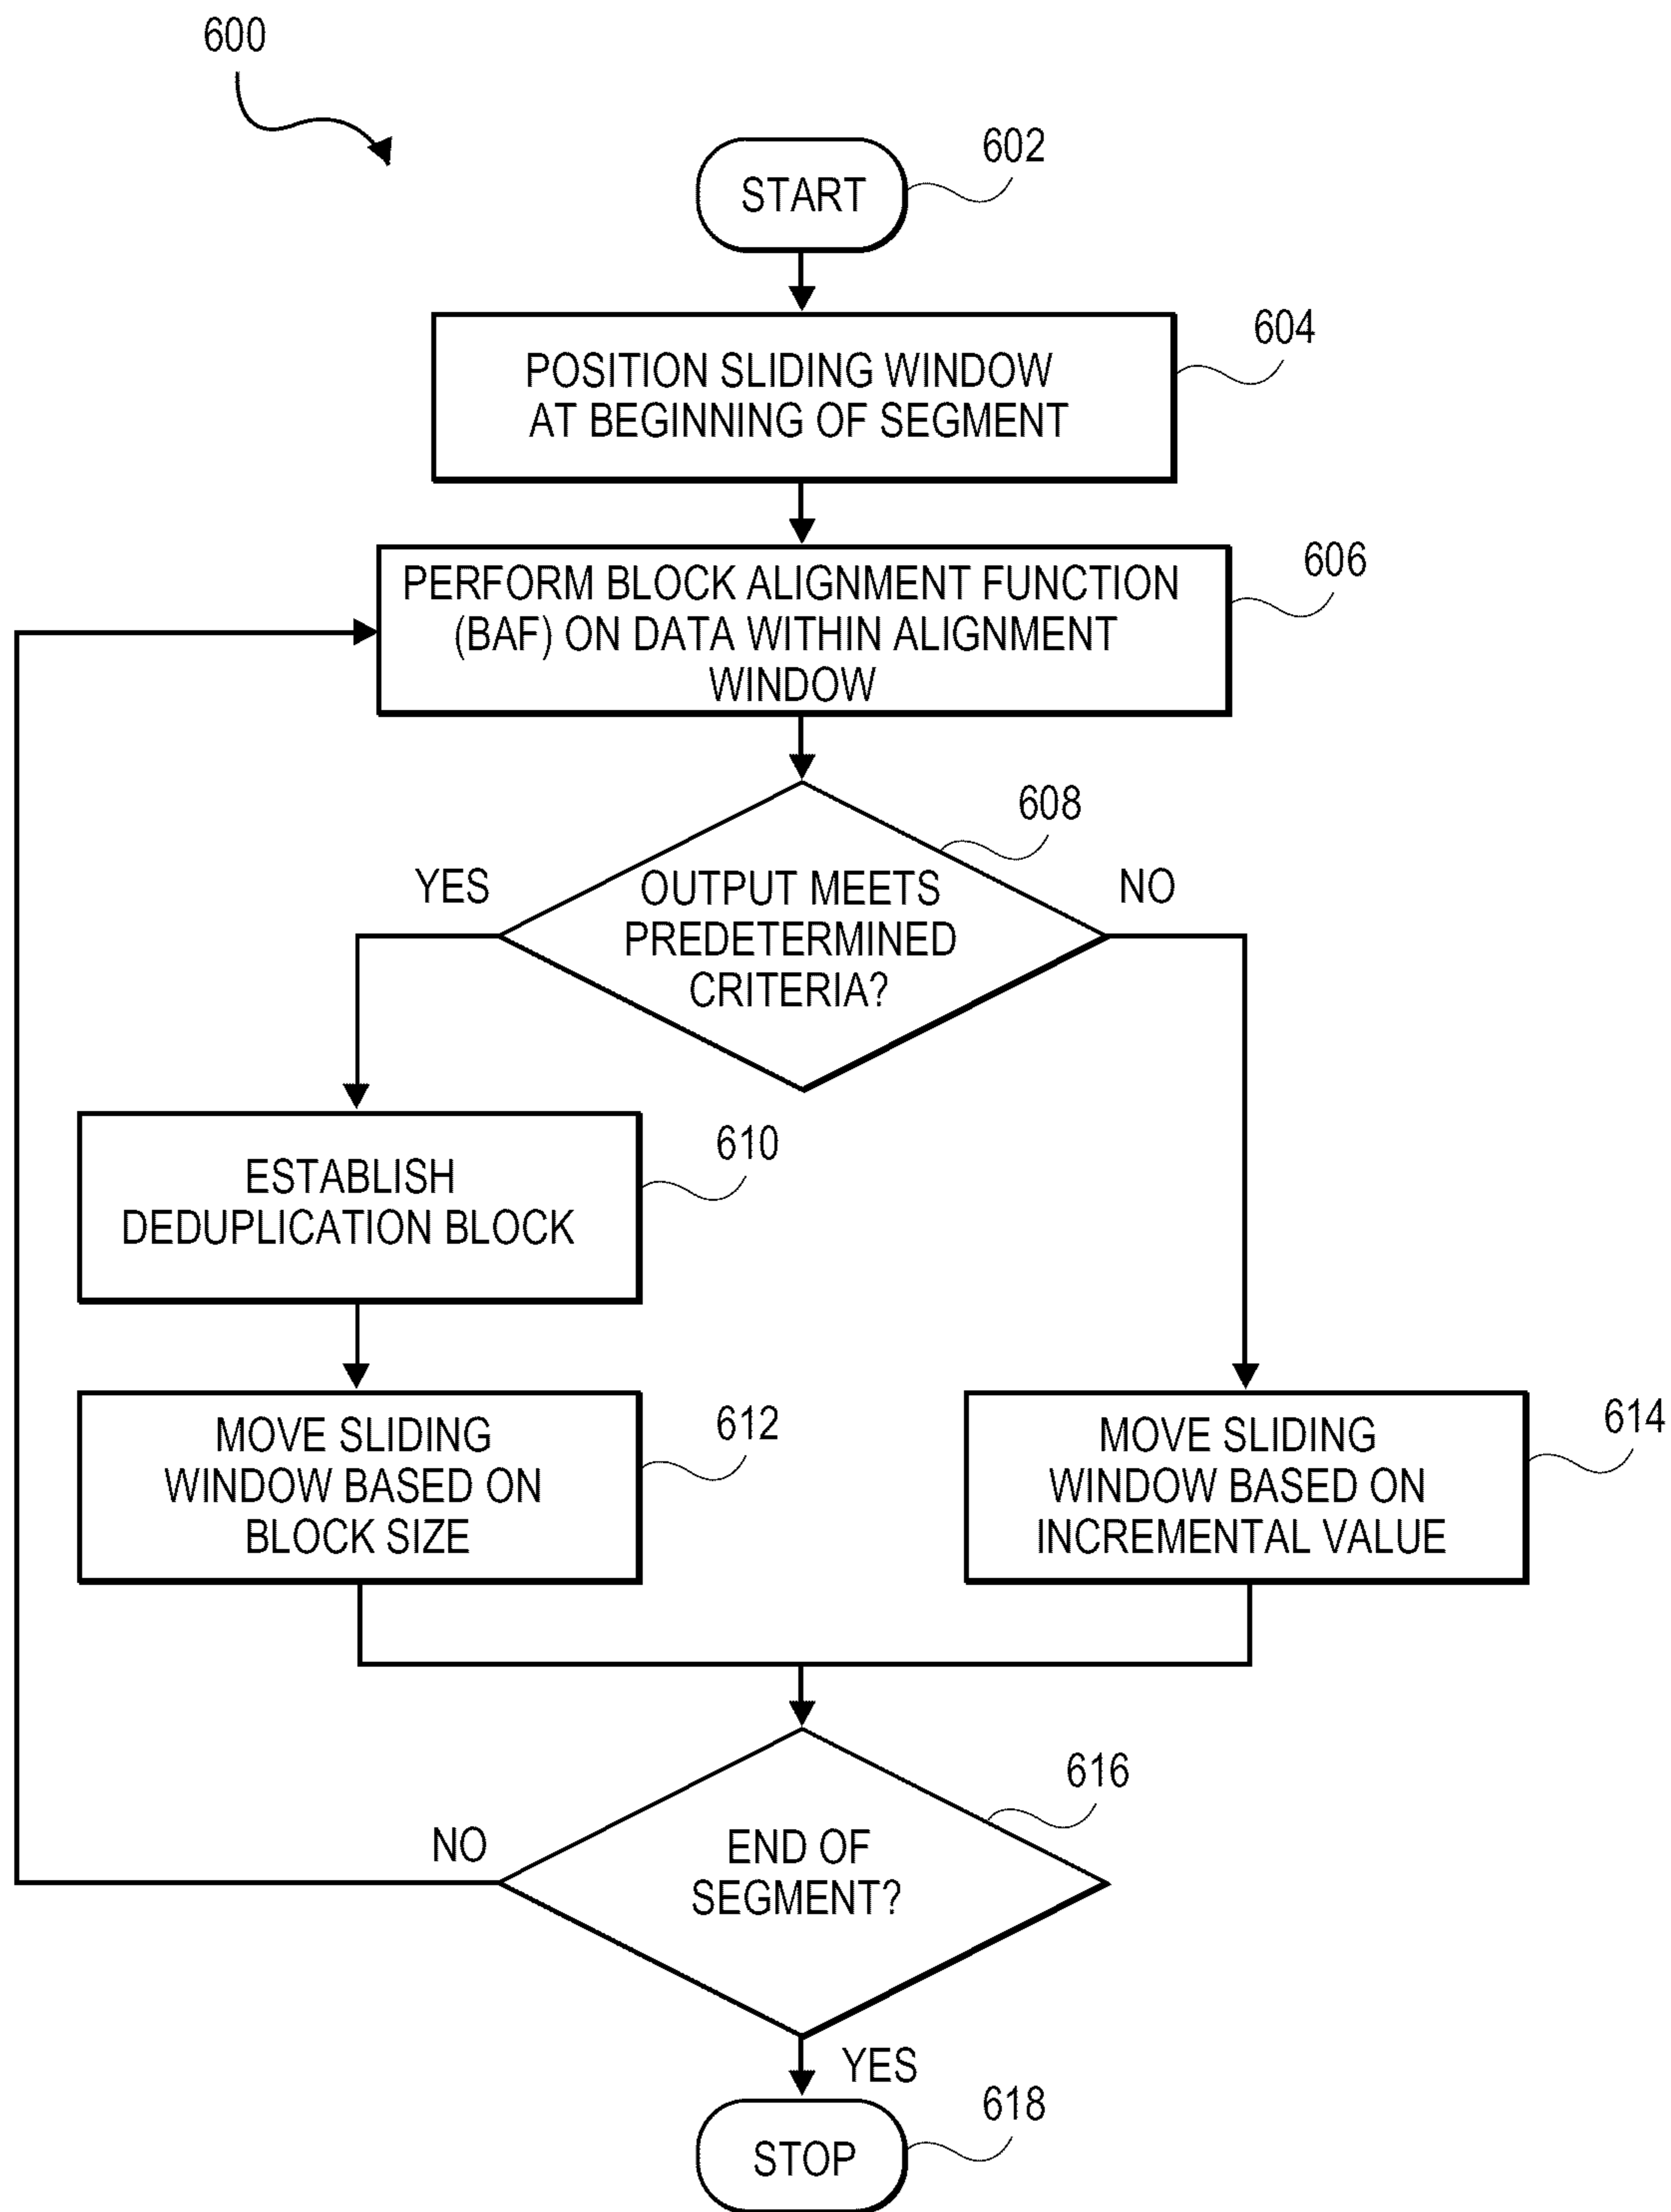 600
602
START
604
POSITION SLIDING WINDOW
AT BEGINNING OF SEGMENT
606
PERFORM BLOCK ALIGNMENT FUNCTION
(BAF) ON DATA WITHIN ALIGNMENT
WINDOW
608
YES
OUTPUT MEETS
PREDETERMINED
CRITERIA?
NO
610
ESTABLISH
DEDUPLICATION BLOCK
612
MOVE SLIDING
WINDOW BASED ON
BLOCK SIZE
614
MOVE SLIDING
WINDOW BASED ON
INCREMENTAL VALUE
616
NO
END OF
SEGMENT?
YES
618
STOP